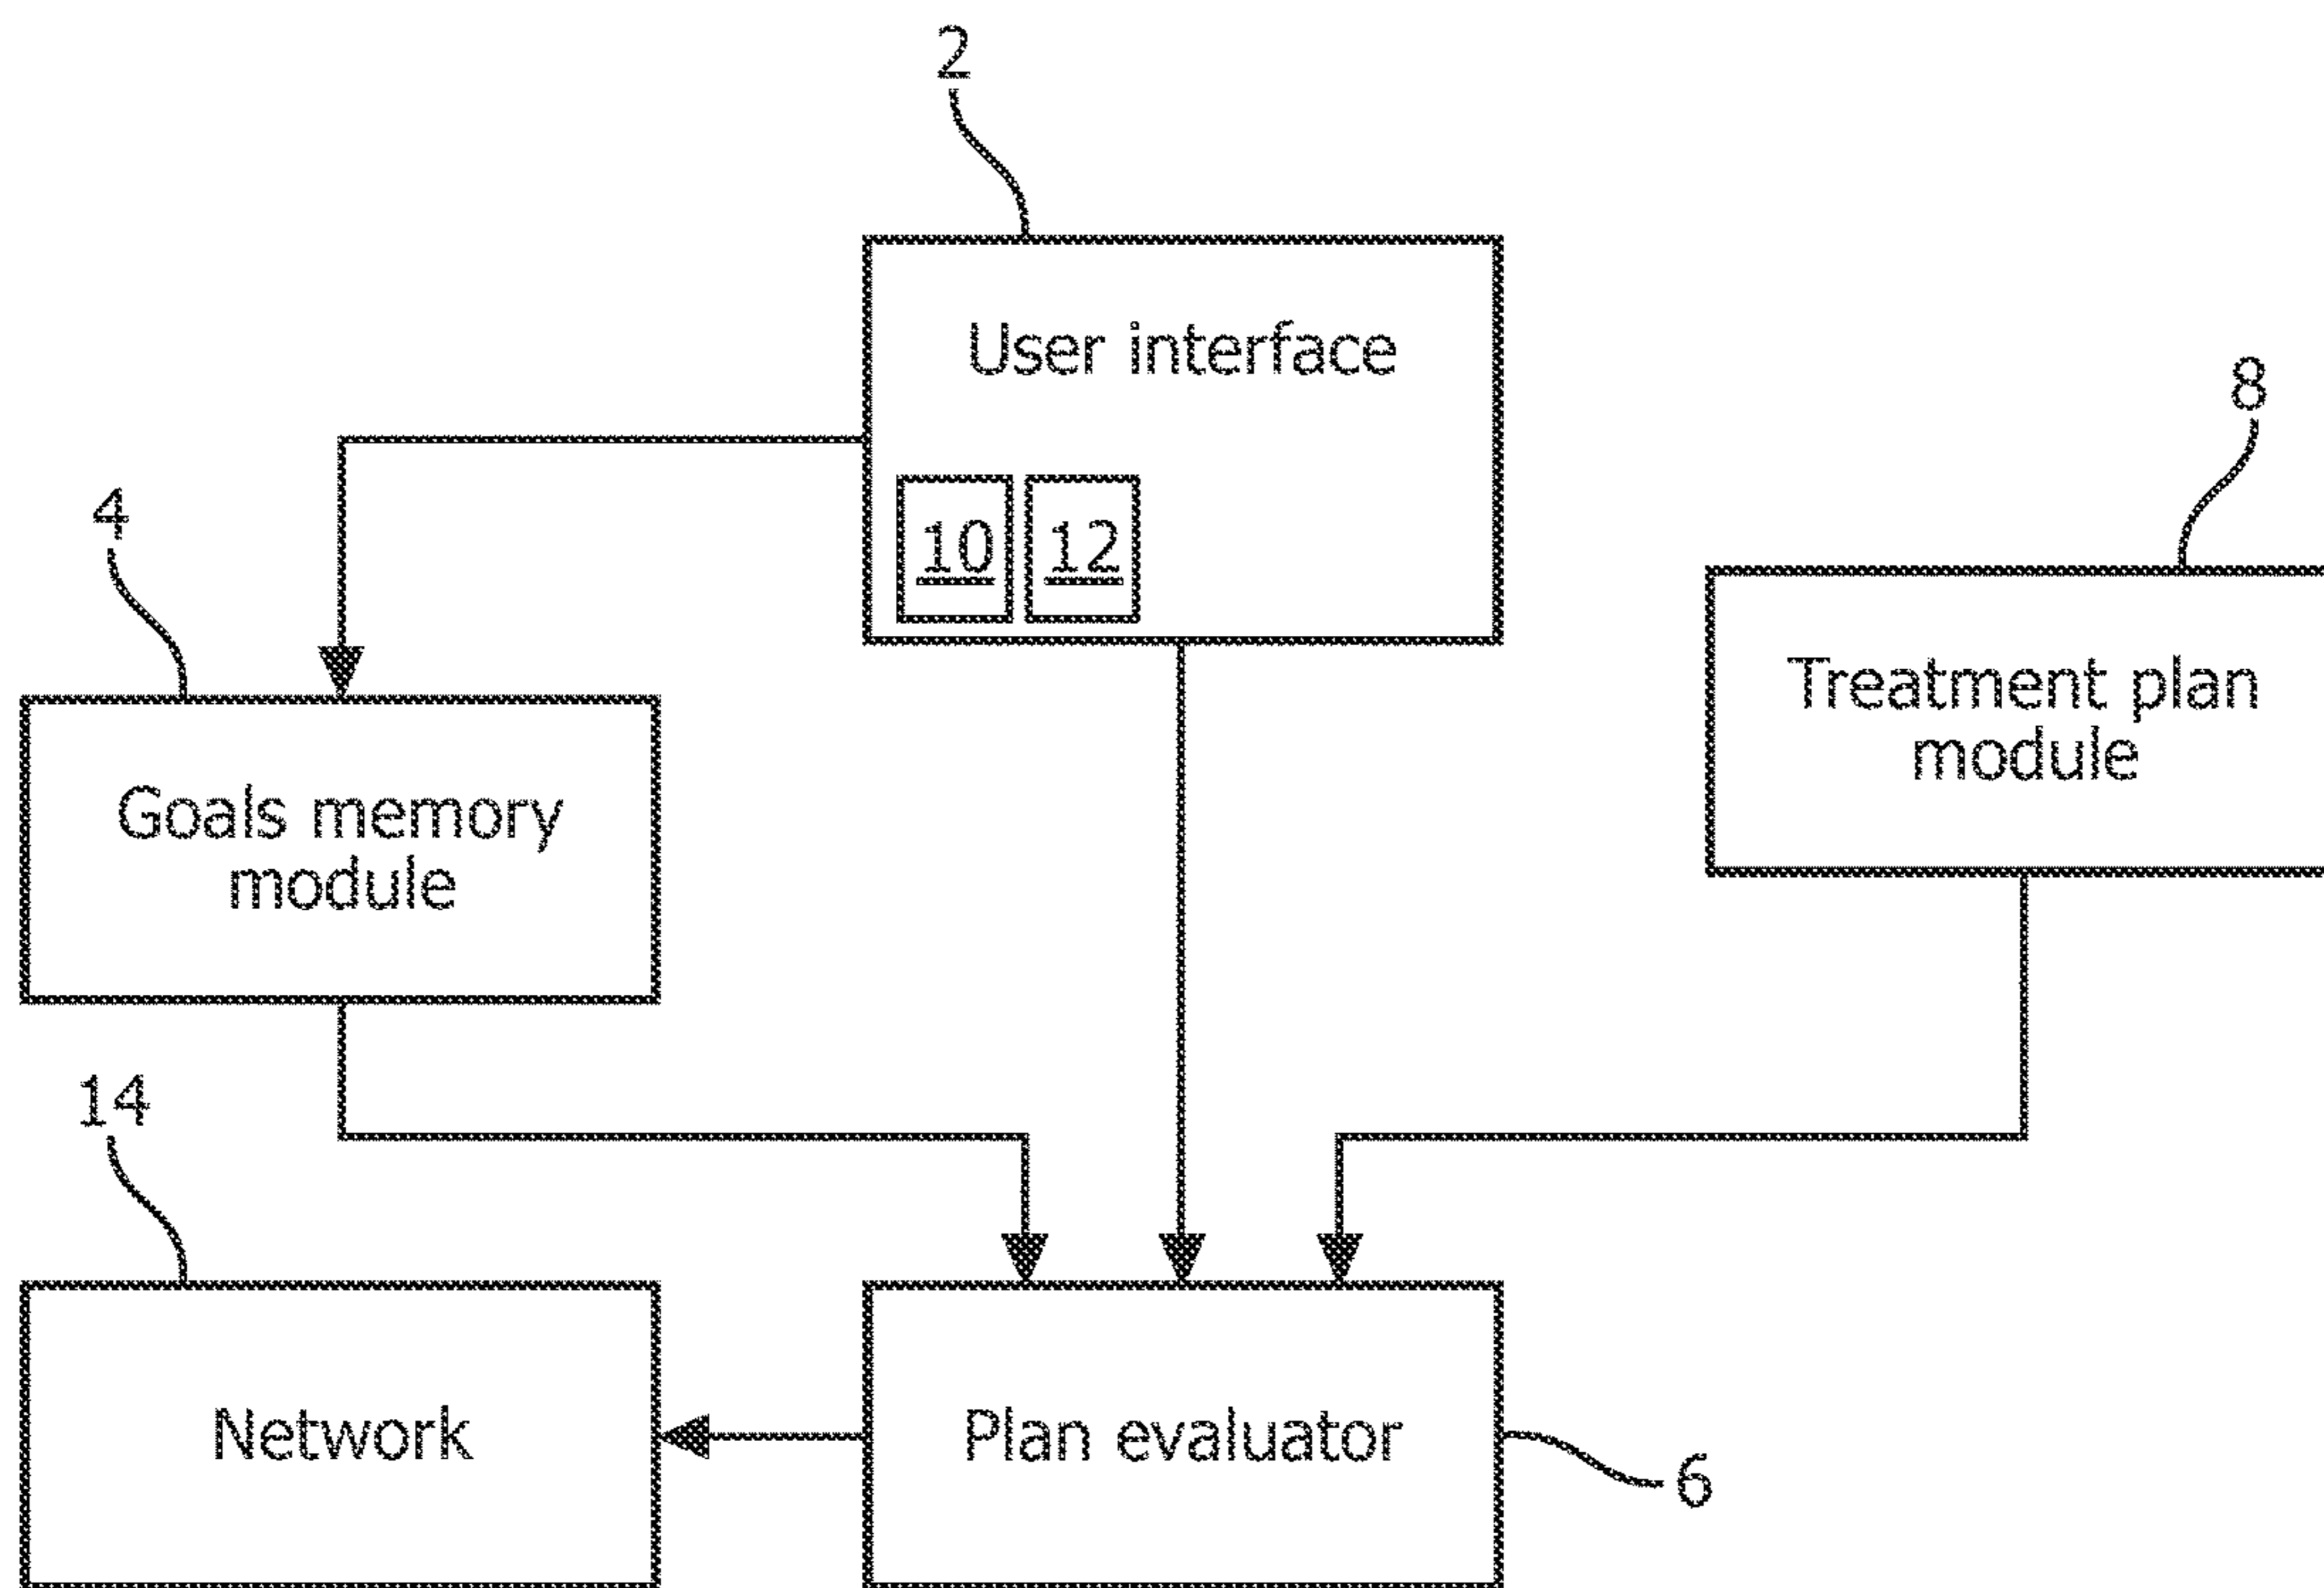 2
User interface
8
10 12
4
Treatment plan
module
Goals memory
module
14
Network
Plan evaluator
6